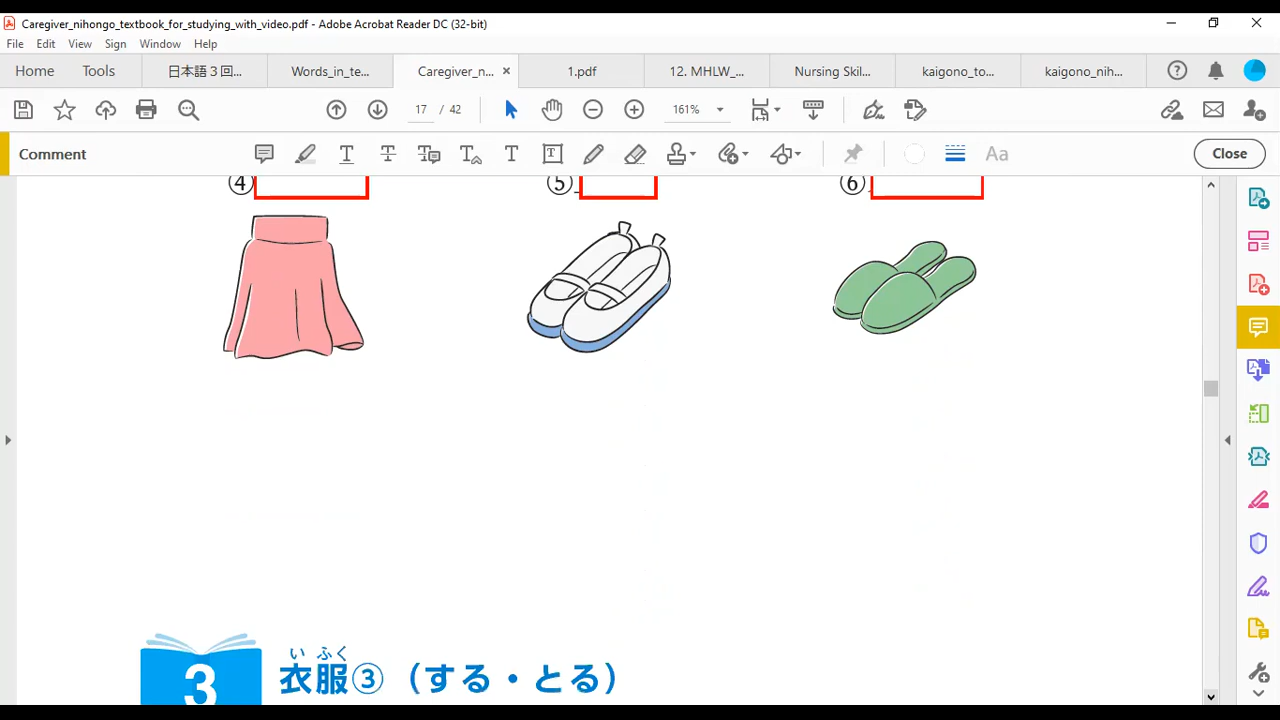 Caregiver_nihongo_textbook_for_studying_with_video.pdf - Adobe Acrobat Reader DC (32-bit)
File Edit View Sign Window Help
Home Tools 日本語３回... Words_in_te... Caregiver_n... 1.pdf 12. MHLW_... Nursing Skil... kaigono_to... kaigono_nih...
17 / 42 161%
Comment Close
④ ⑤ ⑥
い ふく
3 衣服③（する・とる）